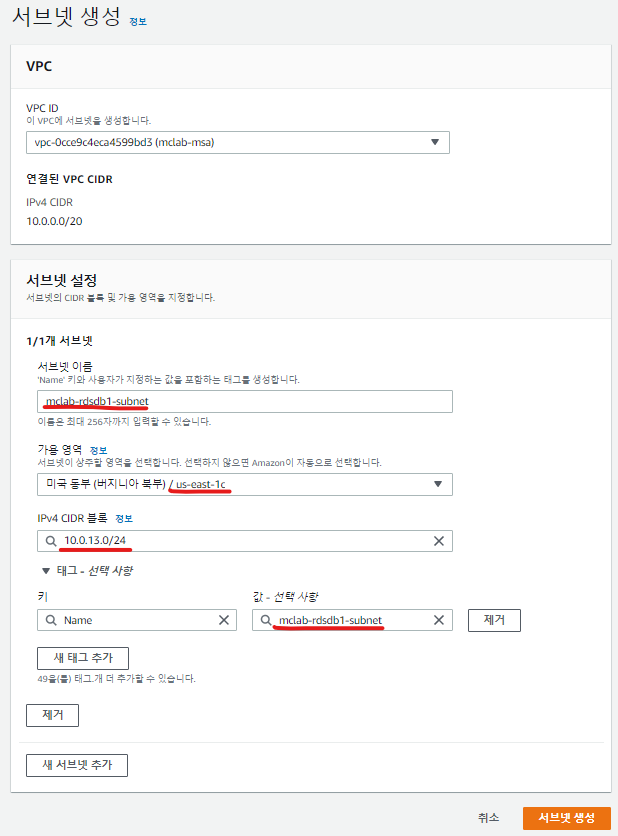 서브넷 생성 정보
VPC
VPC ID
이 VPC에 서브넷을 생성합니다.
vpc-0cce9c4eca4599bd3 (mclab-msa)
연결된 VPC CIDR
IPv4 CIDR
10.0.0.0/20
서브넷 설정
서브넷의 CIDR 블록 및 가용 영역을 지정합니다.
1/1개 서브넷
서브넷 이름
'Name' 키와 사용자가 지정하는 값을 포함하는 태그를 생성합니다.
mclab-rdsdb1-subnet
이름은 최대 256자까지 입력할 수 있습니다.
가용 영역 정보
서브넷이 상주할 영역을 선택합니다. 선택하지 않으면 Amazon이 자동으로 선택합니다.
미국 동부 (버지니아 북부) / us-east-1c
IPv4 CIDR 블록 정보
10.0.13.0/24
태그 - 선택 사항
키 값 - 선택 사항
Name mclab-rdsdb1-subnet 제거
새 태그 추가
49을(를) 태그.개 더 추가할 수 있습니다.
제거
새 서브넷 추가
취소 서브넷 생성